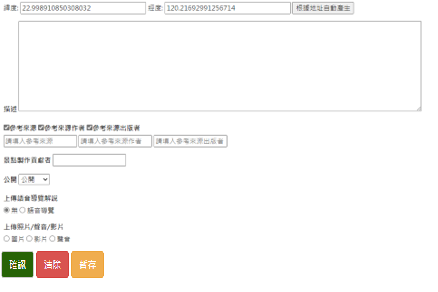 緯度: 22.998910850308032 經度: 120.21692991256714 根據地址自動產生
描述
參考來源 參考來源作者 參考來源出版者
請填入參考來源 請填入參考來源作者 請填入參考來源出版者
景點製作貢獻者
公開 公開
上傳語音導覽解說
無 語音導覽
上傳照片/聲音/影片
圖片 影片 聲音
確認 清除 暫存